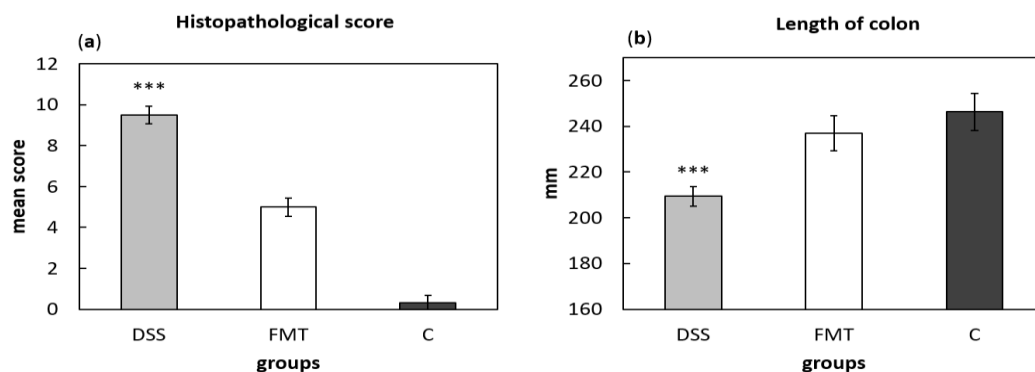 Histopathological score
(a)
mean score
12
10
8
6
4
2
0
***
DSS FMT C
groups
Length of colon
(b)
mm
260
240
220
200
180
160
***
DSS FMT C
groups